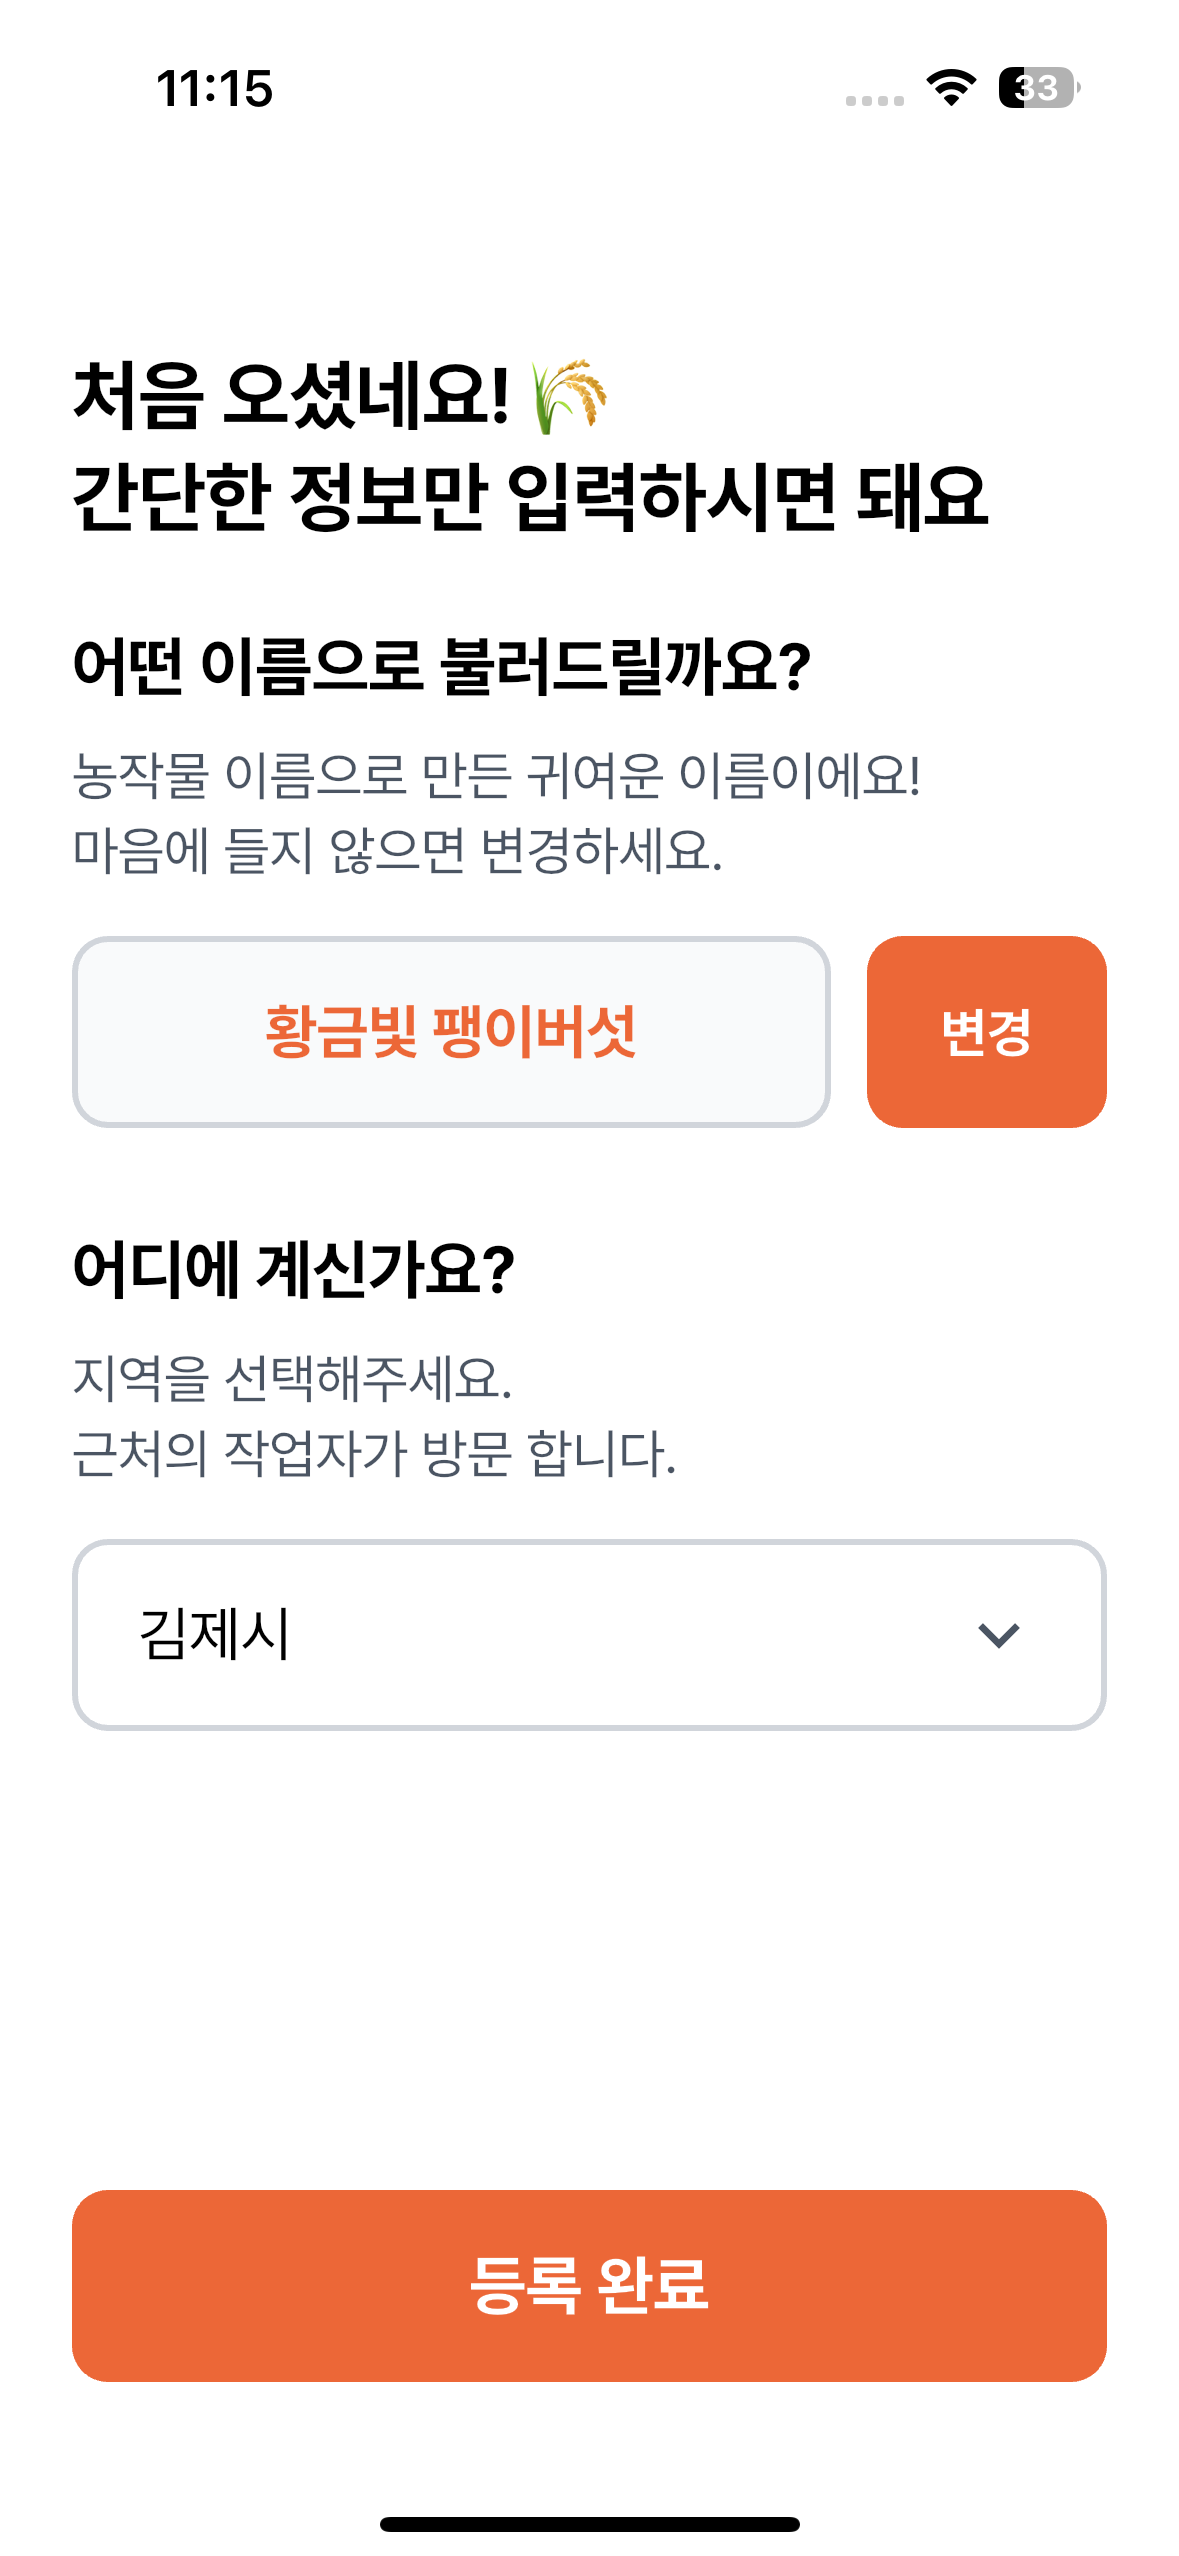 11:15
33
처음 오셨네요! 🌾
간단한 정보만 입력하시면 돼요
어떤 이름으로 불러드릴까요?
농작물 이름으로 만든 귀여운 이름이에요!
마음에 들지 않으면 변경하세요.
황금빛 팽이버섯
변경
어디에 계신가요?
지역을 선택해주세요.
근처의 작업자가 방문 합니다.
김제시
등록 완료